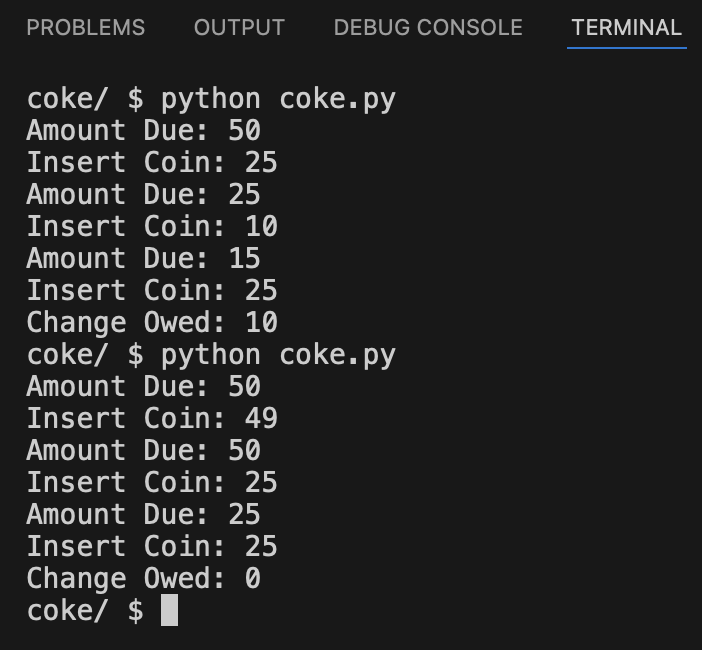 PROBLEMS OUTPUT DEBUG CONSOLE TERMINAL
coke/ $ python coke.py
Amount Due: 50
Insert Coin: 25
Amount Due: 25
Insert Coin: 10
Amount Due: 15
Insert Coin: 25
Change Owed: 10
coke/ $ python coke.py
Amount Due: 50
Insert Coin: 49
Amount Due: 50
Insert Coin: 25
Amount Due: 25
Insert Coin: 25
Change Owed: 0
coke/ $